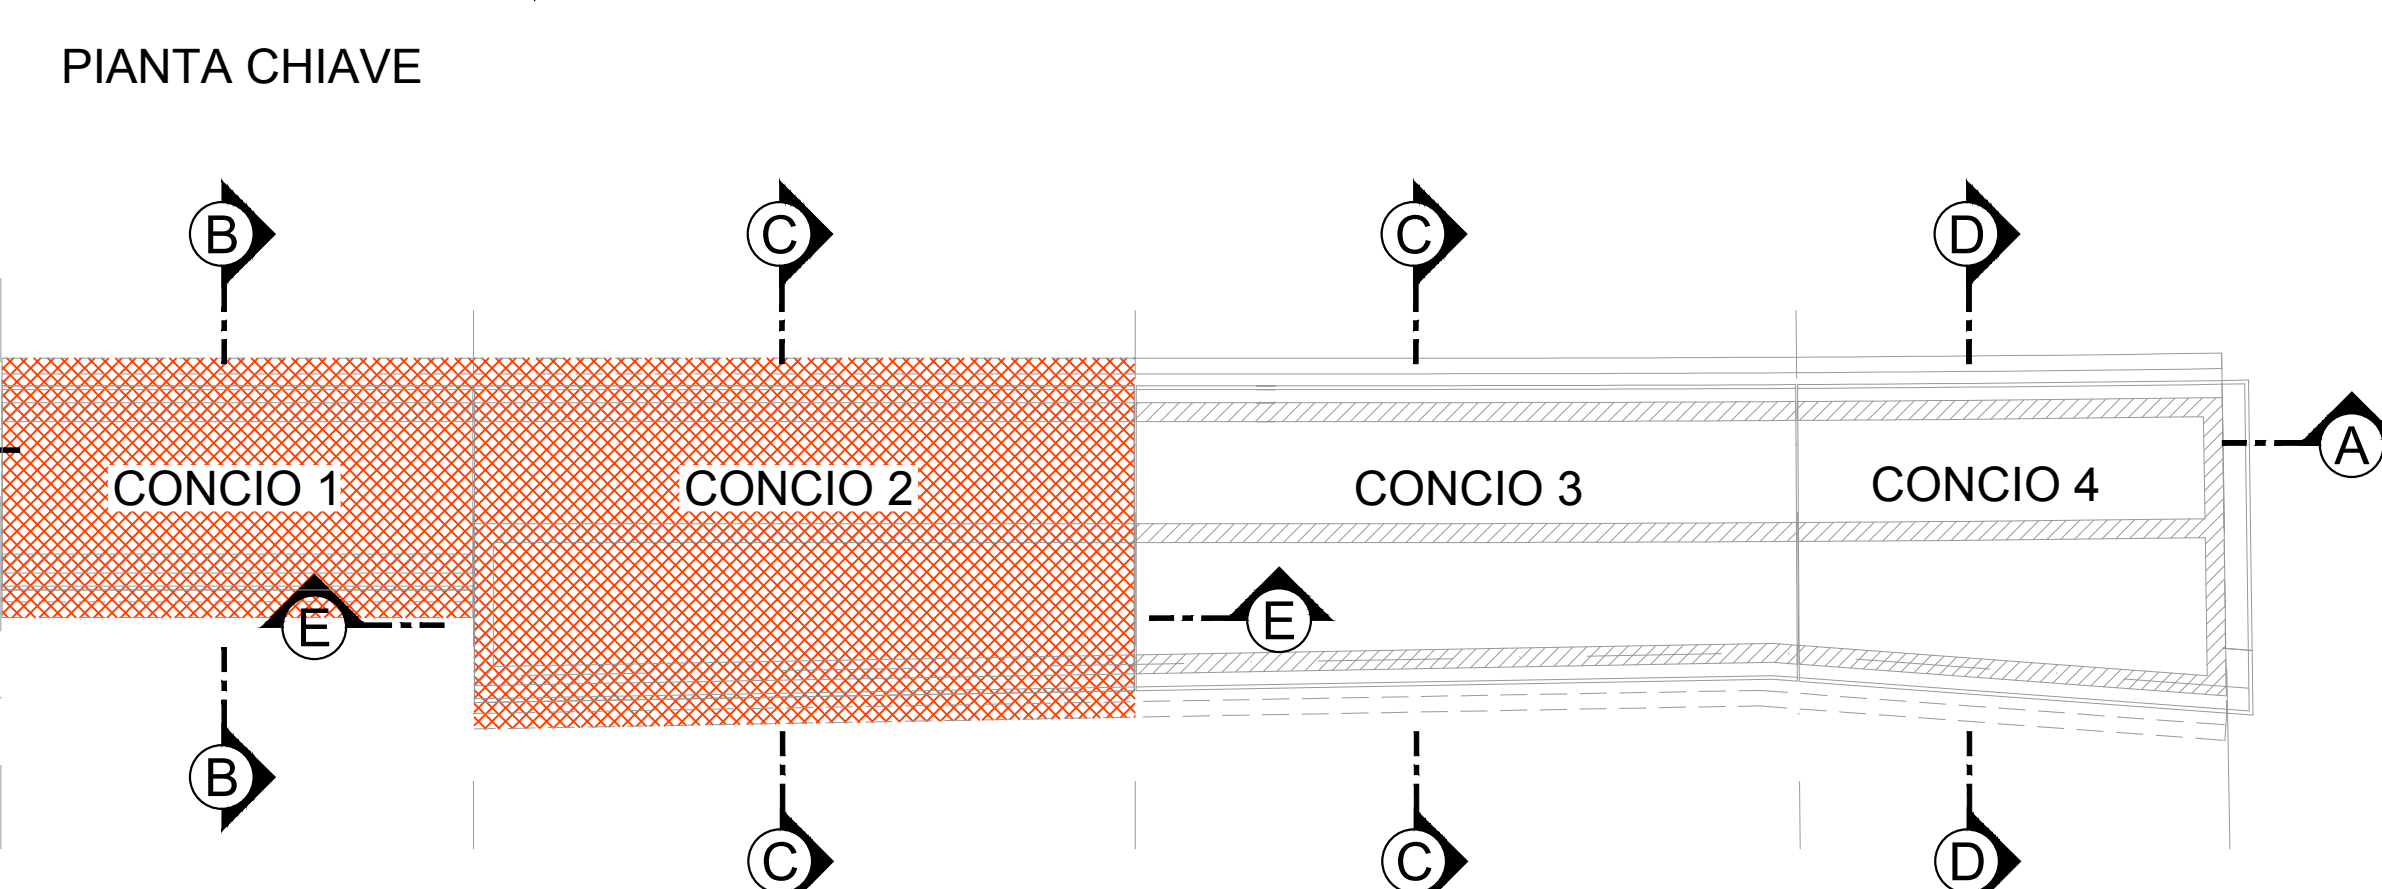 PIANTA CHIAVE
B C C D
A
CONCIO 1 CONCIO 2 CONCIO 3 CONCIO 4
E E
B
C C D